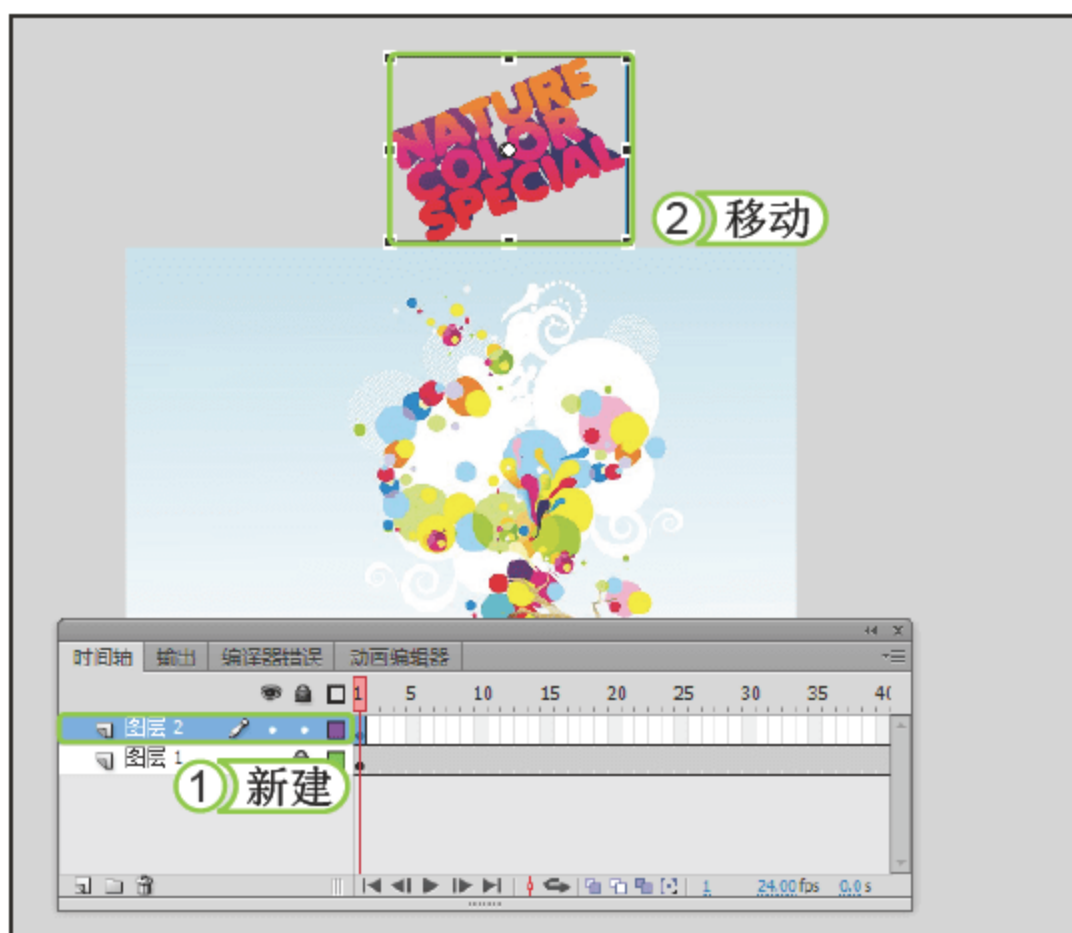 NATURE
COLOR
SPECIAL
② 移动
时间轴 输出 编译器错误 动画编辑器
1 5 10 15 20 25 30 35 4(
图层 2
图层 1
① 新建
1 24.00 fps 0.0 s